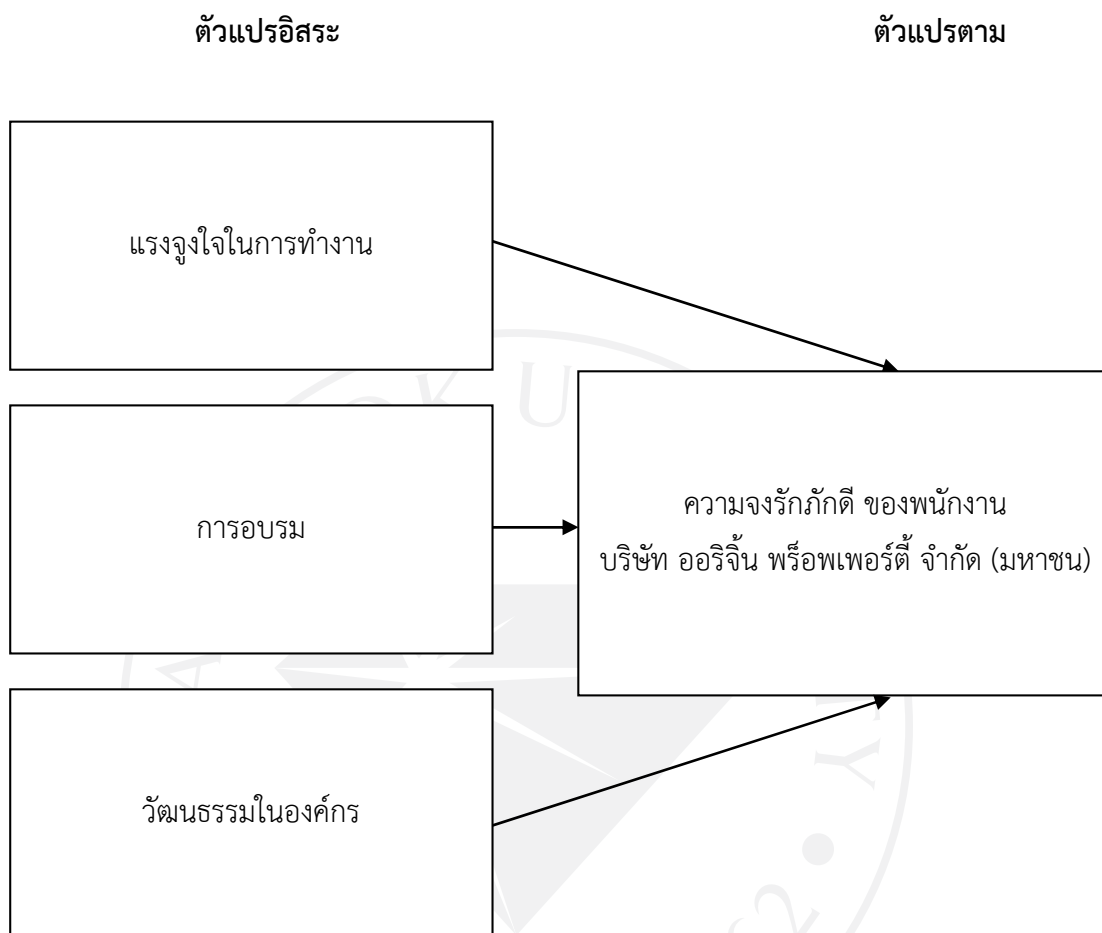 ตัวแปรอิสระ
ตัวแปรตาม
แรงจูงใจในการทำงาน
การอบรม
ความจงรักภักดี ของพนักงาน
บริษัท ออริจิ้น พร็อพเพอร์ตี้ จำกัด (มหาชน)
วัฒนธรรมในองค์กร